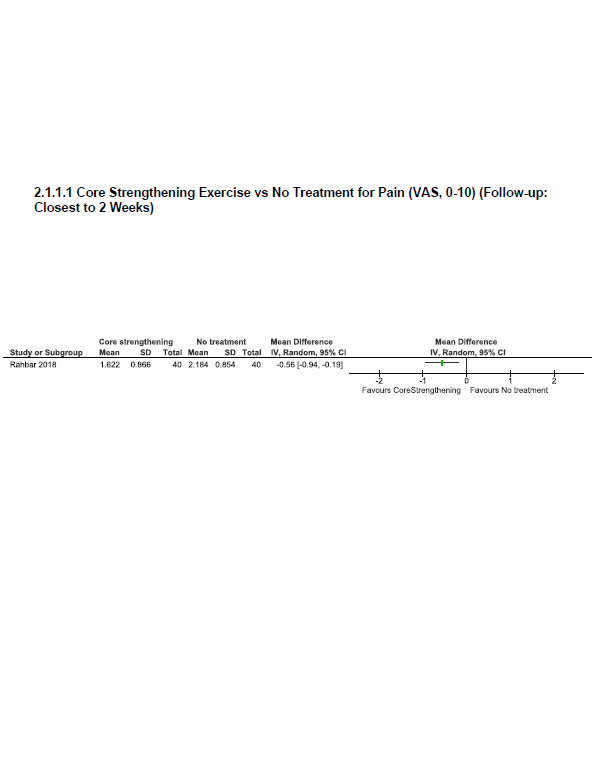 2.1.1.1 Core Strengthening Exercise vs No Treatment for Pain (VAS, 0-10) (Follow-up:
Closest to 2 Weeks)
Core strengthening No treatment Mean Difference Mean Difference
Study or Subgroup Mean SD Total Mean SD Total IV, Random, 95% CI IV, Random, 95% CI
Rahbar 2018 1.622 0.866 40 2.184 0.854 40 -0.56 [-0.94, -0.19]
-2 -1 0 1 2
Favours CoreStrengthening Favours No treatment